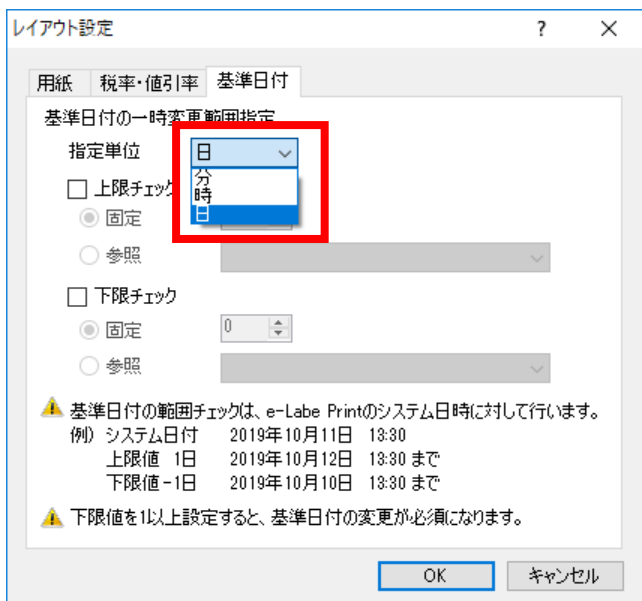 レイアウト設定 ?
用紙 税率・値引率 基準日付
基準日付の一時変更範囲指定
指定単位 日
分
時
日
上限チェック
固定
参照
下限チェック
固定 0
参照
基準日付の範囲チェックは、e-Labe Printのシステム日時に対して行います。
例) システム日付 2019年10月11日 13:30
上限値 1日 2019年10月12日 13:30 まで
下限値-1日 2019年10月10日 13:30 まで
下限値を1以上設定すると、基準日付の変更が必須になります。
OK キャンセル